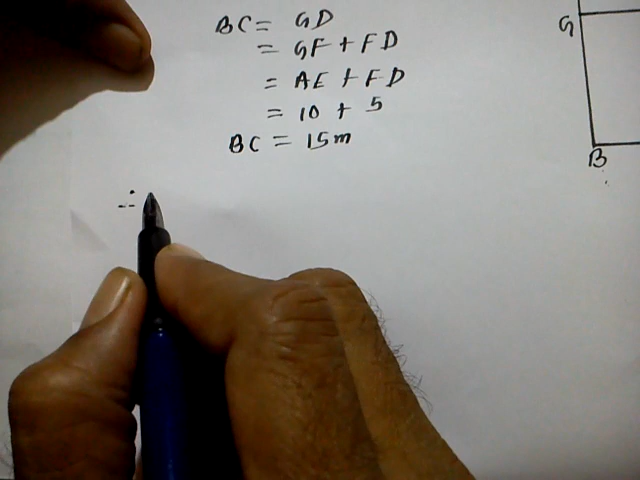 BC = GD
= GF + FD
= AE + FD
= 10 + 5
BC = 15m
∴
G
B